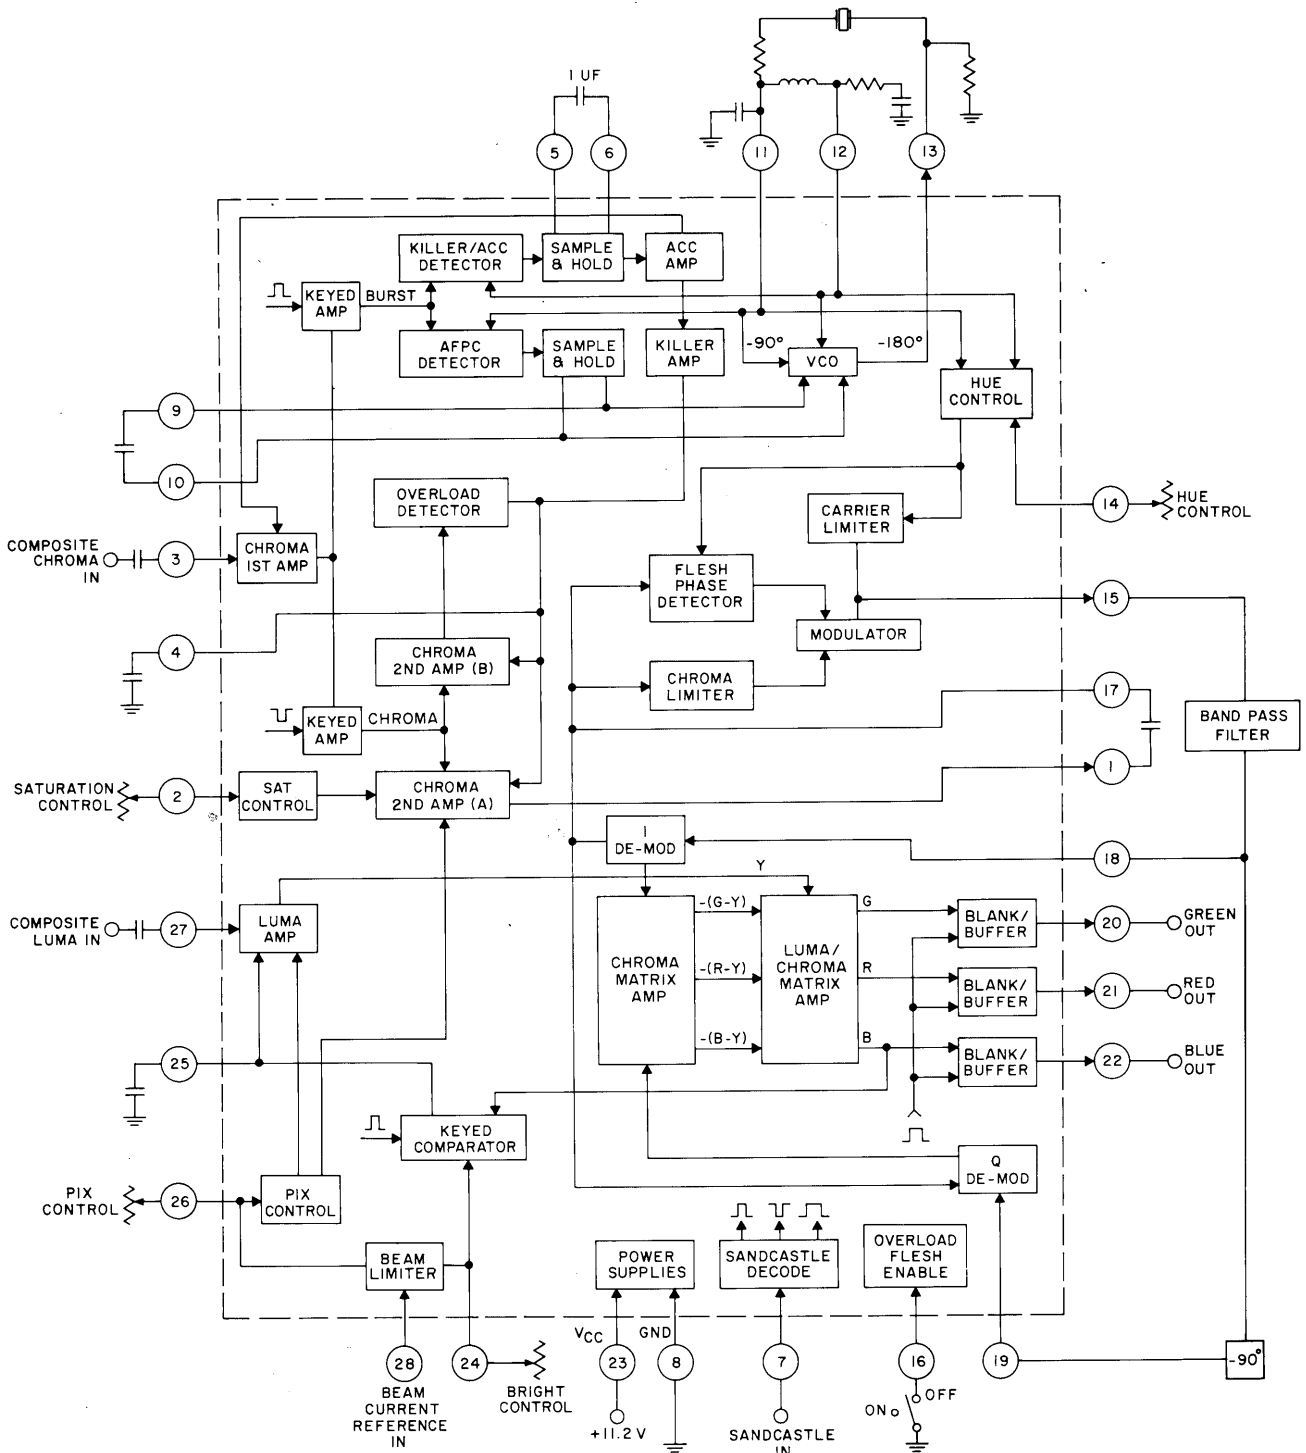 1 UF
5
6
11
12
13
KILLER/ACC
DETECTOR
SAMPLE
& HOLD
ACC
AMP
KEYED
AMP
BURST
AFPC
DETECTOR
SAMPLE
& HOLD
KILLER
AMP
-90°
VCO
-180°
HUE
CONTROL
9
10
OVERLOAD
DETECTOR
CARRIER
LIMITER
14
HUE
CONTROL
COMPOSITE
CHROMA
IN
3
CHROMA
1ST AMP
FLESH
PHASE
DETECTOR
15
MODULATOR
4
CHROMA
2ND AMP (B)
CHROMA
LIMITER
17
KEYED
AMP
CHROMA
BAND PASS
FILTER
SATURATION
CONTROL
2
SAT
CONTROL
CHROMA
2ND AMP (A)
1
I
DE-MOD
18
Y
COMPOSITE
LUMA IN
27
LUMA
AMP
CHROMA
MATRIX
AMP
-(G-Y)
-(R-Y)
-(B-Y)
LUMA/
CHROMA
MATRIX
AMP
G
R
B
BLANK/
BUFFER
20
GREEN
OUT
BLANK/
BUFFER
21
RED
OUT
BLANK/
BUFFER
22
BLUE
OUT
25
KEYED
COMPARATOR
Q
DE-MOD
PIX
CONTROL
26
PIX
CONTROL
BEAM
LIMITER
POWER
SUPPLIES
SANDCASTLE
DECODE
OVERLOAD
FLESH
ENABLE
VCC
GND
28
24
23
8
7
16
19
-90°
BEAM
CURRENT
REFERENCE
IN
BRIGHT
CONTROL
+11.2V
SANDCASTLE
IN
ON
OFF